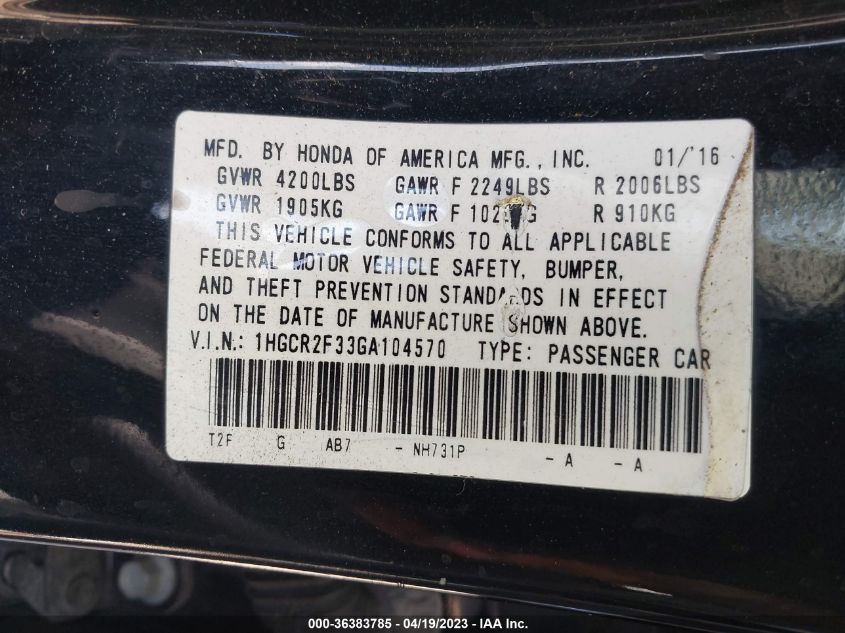 MFD. BY HONDA OF AMERICA MFG., INC. 01/'16
GVWR 4200LBS GAWR F 2249LBS R 2006LBS
GVWR 1905KG GAWR F R 910KG
THIS VEHICLE CONFORMS TO ALL APPLICABLE
FEDERAL MOTOR VEHICLE SAFETY, BUMPER,
AND THEFT PREVENTION STANDARDS IN EFFECT
ON THE DATE OF MANUFACTURE SHOWN ABOVE.
V.I.N.: 1HGCR2F33GA104570 TYPE: PASSENGER CAR
T2F G AB7 - NH731P - A - A
000-36383785 - 04/19/2023 - IAA Inc.